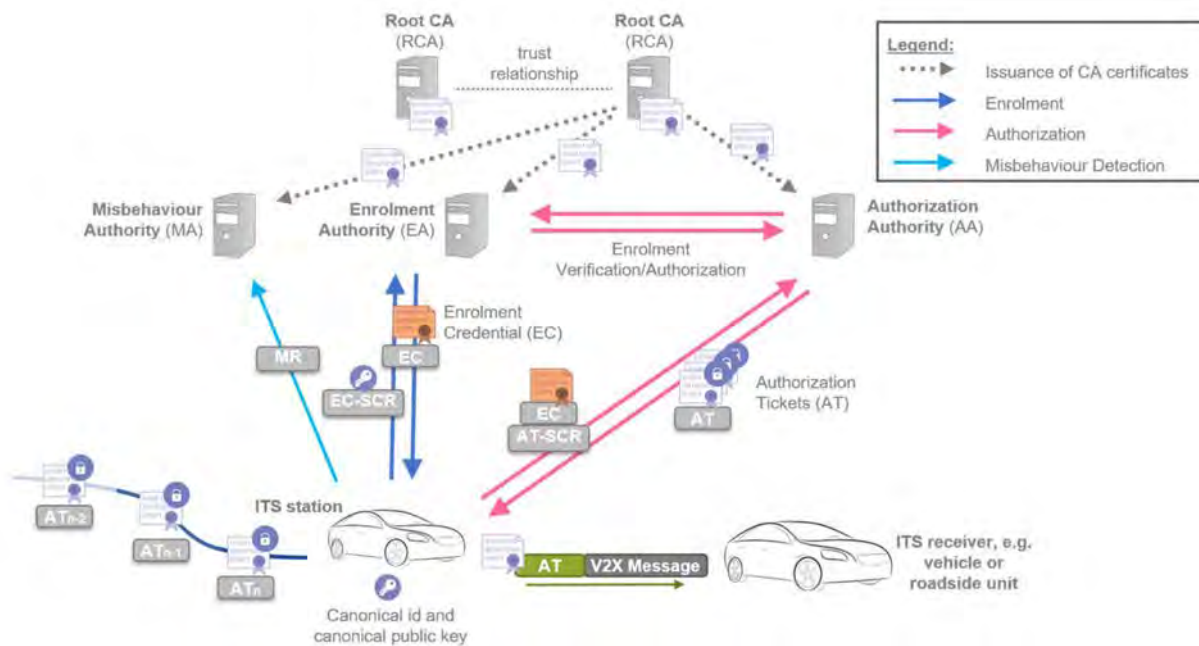 Root CA
(RCA)
Root CA
(RCA)
trust
relationship
Legend:
Issuance of CA certificates
Enrolment
Authorization
Misbehaviour Detection
Misbehaviour
Authority (MA)
Enrolment
Authority (EA)
Authorization
Authority (AA)
Enrolment
Verification/Authorization
Enrolment
Credential (EC)
MR
EC
EC-SCR
EC
AT-SCR
AT
Authorization
Tickets (AT)
ITS station
ATn-2
ATn-1
ATn
AT V2X Message
ITS receiver, e.g.
vehicle or
roadside unit
Canonical id and
canonical public key